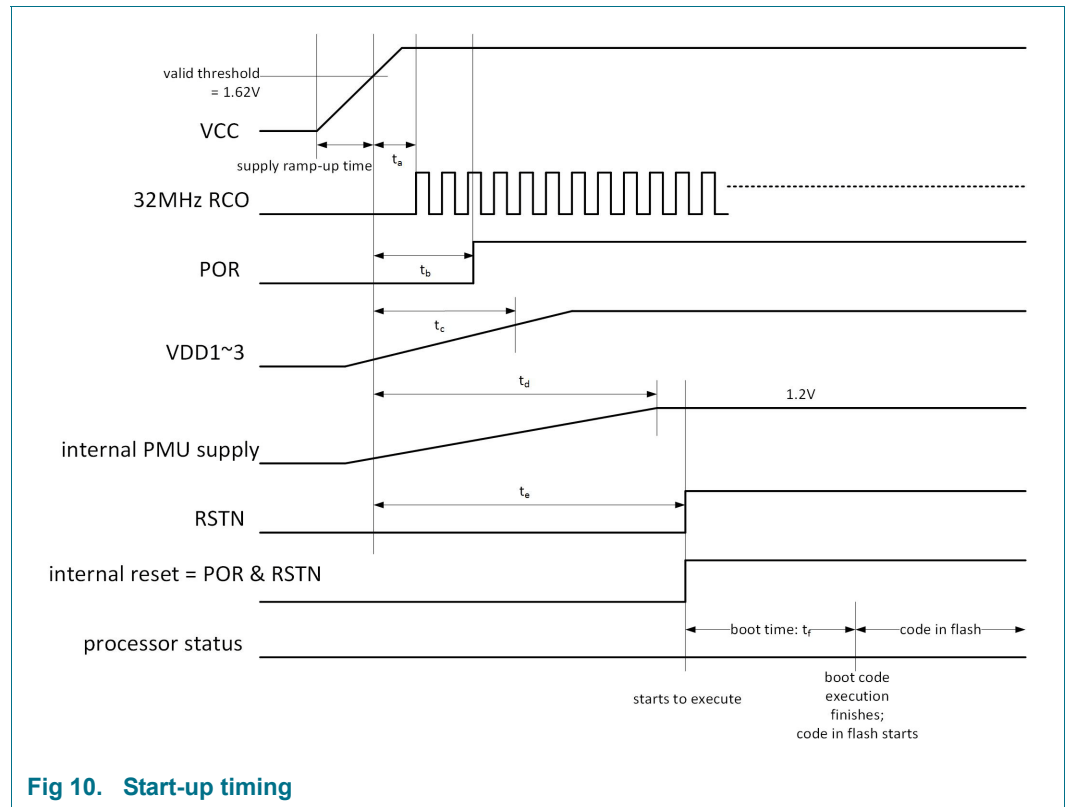 valid threshold
= 1.62V
VCC
supply ramp-up time
ta
32MHz RCO
POR
tb
tc
VDD1~3
td
1.2V
internal PMU supply
te
RSTN
internal reset = POR & RSTN
boot time: tf
code in flash
processor status
starts to execute
boot code
execution
finishes;
code in flash starts
Fig 10. Start-up timing